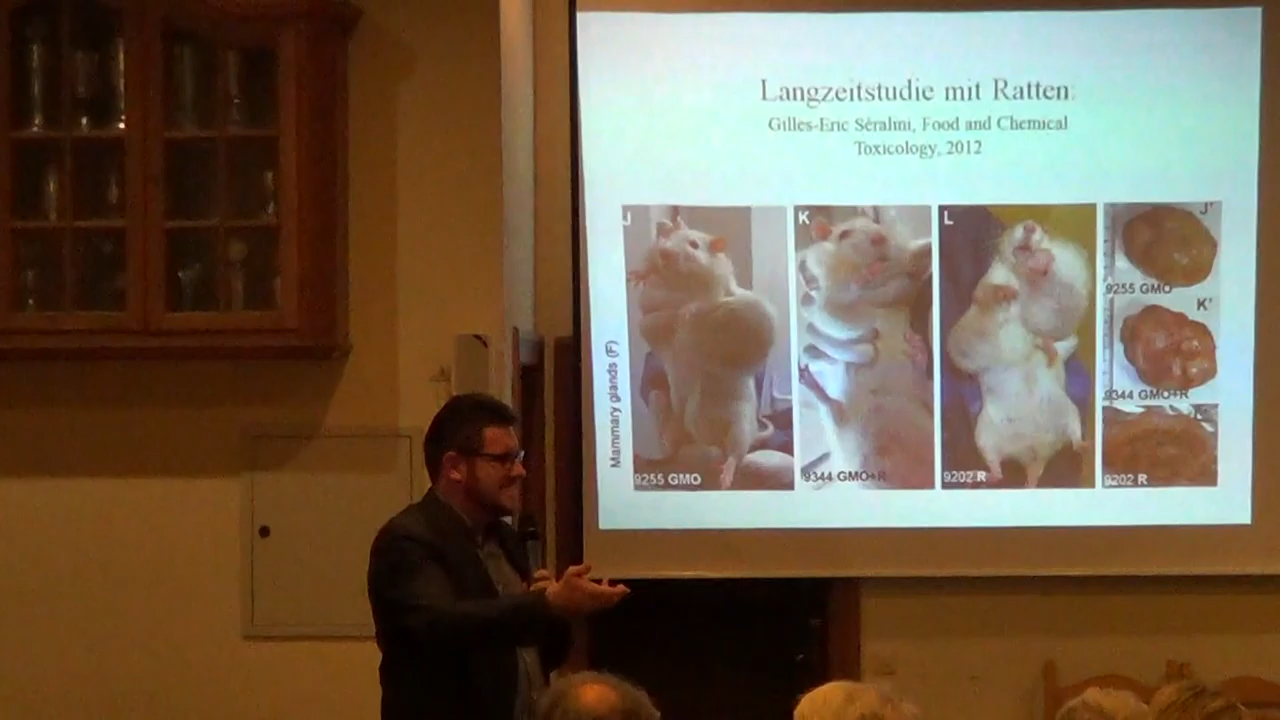 Langzeitstudie mit Ratten
Gilles-Eric Séralini, Food and Chemical
Toxicology, 2012
Mammary glands (F)
J
9255 GMO
K
9344 GMO+R
L
9202 R
J'
9255 GMO
K'
9344 GMO+R
9202 R